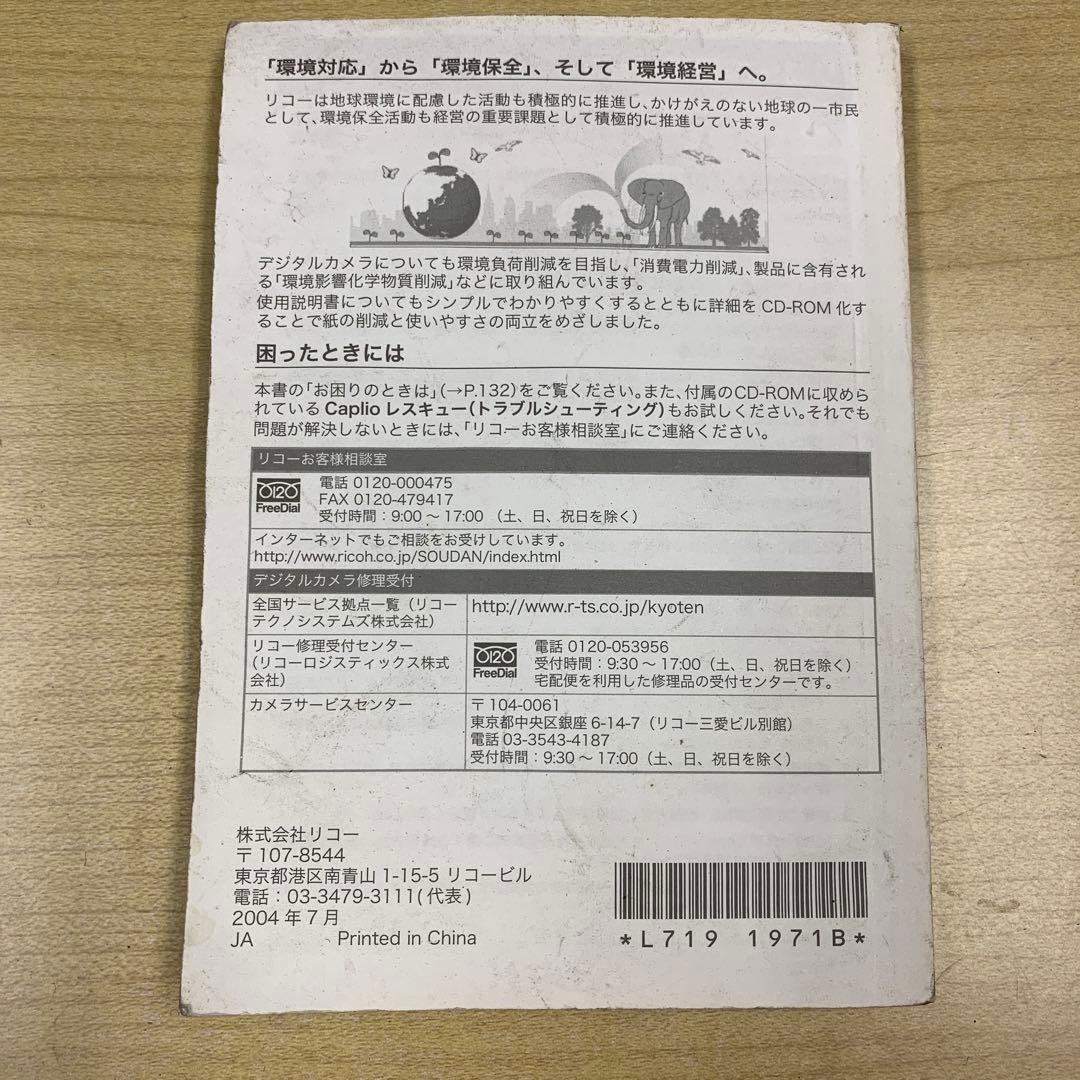 「環境対応」から「環境保全」、そして「環境経営」へ。
リコーは地球環境に配慮した活動も積極的に推進し、かけがえのない地球の一市民
として、環境保全活動も経営の重要課題として積極的に推進しています。
デジタルカメラについても環境負荷削減を目指し、「消費電力削減」、製品に含有され
る「環境影響化学物質削減」などに取り組んでいます。
使用説明書についてもシンプルでわかりやすくするとともに詳細を CD-ROM 化す
ることで紙の削減と使いやすさの両立をめざしました。
困ったときには
本書の「お困りのときは」(→P.132)をご覧ください。また、付属のCD-ROMに収めら
れている Caplio レスキュー(トラブルシューティング)もお試しください。それでも
問題が解決しないときには、「リコーお客様相談室」にご連絡ください。
リコーお客様相談室
0120
FreeDial
電話 0120-000475
FAX 0120-479417
受付時間：9:00 ～ 17:00 （土、日、祝日を除く）
インターネットでもご相談をお受けしています。
http://www.ricoh.co.jp/SOUDAN/index.html
デジタルカメラ修理受付
全国サービス拠点一覧（リコー
テクノシステムズ株式会社）
http://www.r-ts.co.jp/kyoten
リコー修理受付センター
（リコーロジスティックス株式
会社）
0120
FreeDial
電話 0120-053956
受付時間：9:30 ～ 17:00（土、日、祝日を除く）
宅配便を利用した修理品の受付センターです。
カメラサービスセンター
〒 104-0061
東京都中央区銀座 6-14-7（リコー三愛ビル別館）
電話 03-3543-4187
受付時間：9:30 ～ 17:00（土、日、祝日を除く）
株式会社リコー
〒 107-8544
東京都港区南青山 1-15-5 リコービル
電話：03-3479-3111(代表)
2004 年 7 月
JA Printed in China
*L719 1971B*